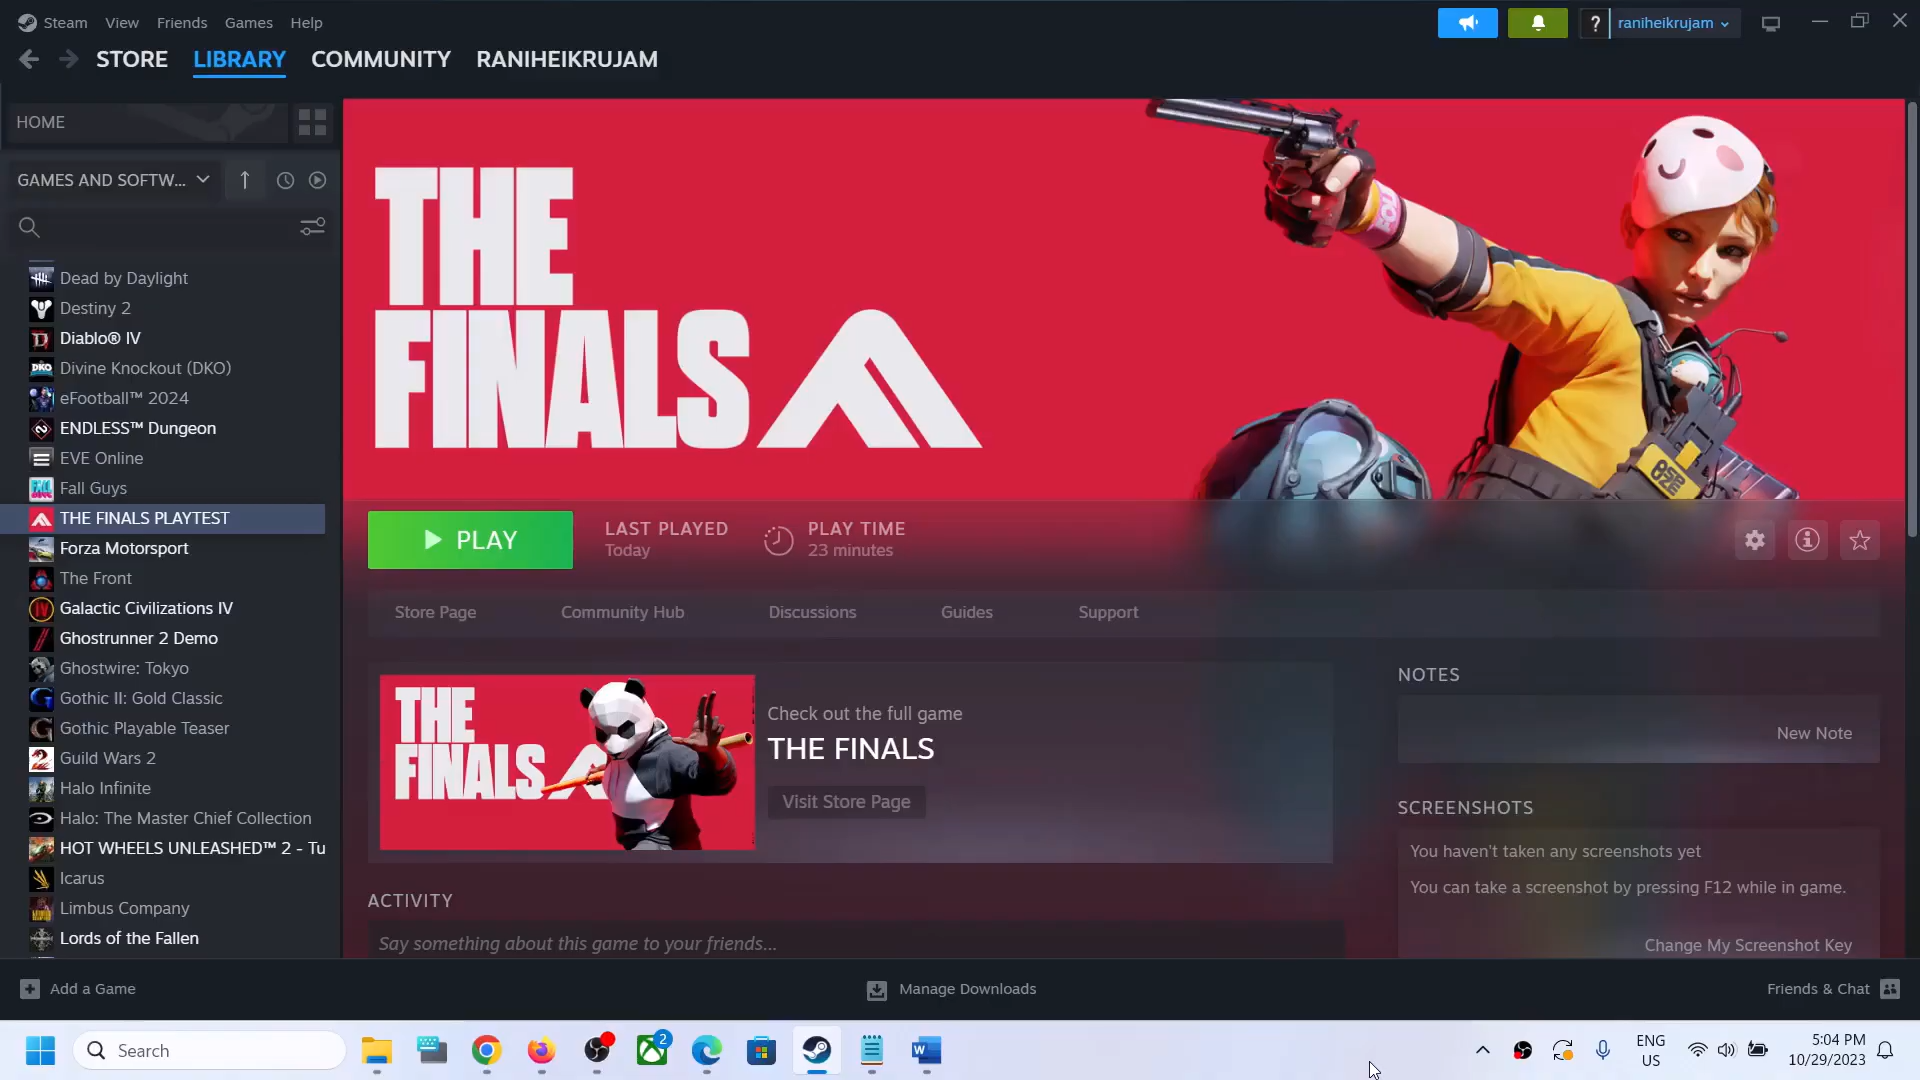 Steam View Friends Games Help
? raniheikrujam
STORE LIBRARY COMMUNITY RANIHEIKRUJAM
HOME
GAMES AND SOFTW...
Dead by Daylight
Destiny 2
Diablo® IV
Divine Knockout (DKO)
eFootball™ 2024
ENDLESS™ Dungeon
EVE Online
Fall Guys
THE FINALS PLAYTEST
Forza Motorsport
The Front
Galactic Civilizations IV
Ghostrunner 2 Demo
Ghostwire: Tokyo
Gothic II: Gold Classic
Gothic Playable Teaser
Guild Wars 2
Halo Infinite
Halo: The Master Chief Collection
HOT WHEELS UNLEASHED™ 2 - Tu
Icarus
Limbus Company
Lords of the Fallen
THE
FINALS
PLAY
LAST PLAYED
Today
PLAY TIME
23 minutes
Store Page Community Hub Discussions Guides Support
THE
FINALS
Check out the full game
THE FINALS
Visit Store Page
ACTIVITY
Say something about this game to your friends...
NOTES
New Note
SCREENSHOTS
You haven't taken any screenshots yet
You can take a screenshot by pressing F12 while in game.
Change My Screenshot Key
Add a Game
Manage Downloads
Friends & Chat
Search
2
ENG
US
5:04 PM
10/29/2023